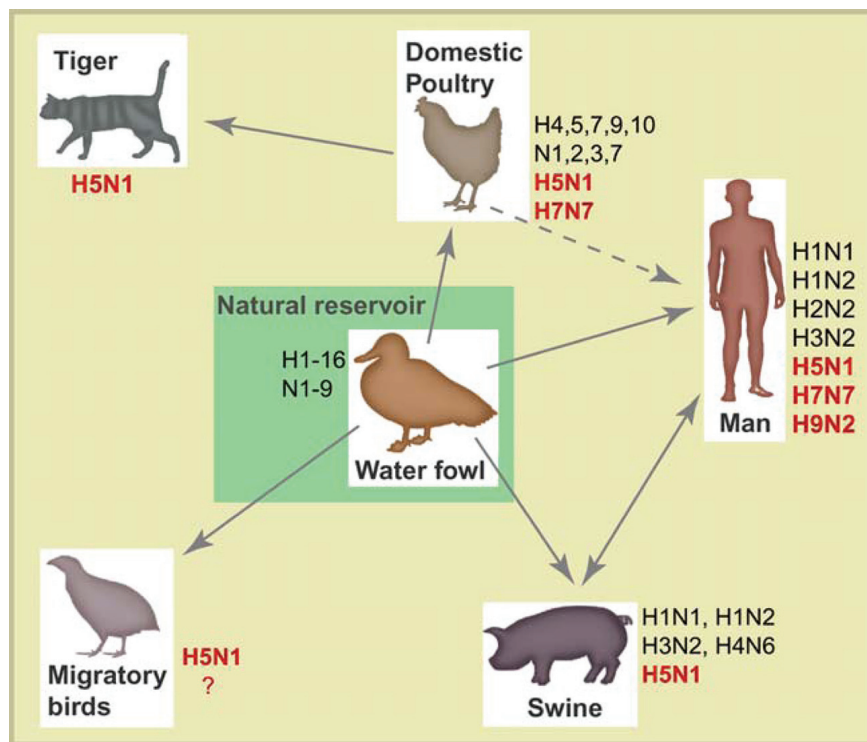 Tiger
H5N1
Domestic
Poultry
H4,5,7,9,10
N1,2,3,7
H5N1
H7N7
H1N1
H1N2
H2N2
H3N2
H5N1
H7N7
H9N2
Man
Natural reservoir
H1-16
N1-9
Water fowl
Migratory
birds
H5N1
?
H1N1, H1N2
H3N2, H4N6
H5N1
Swine